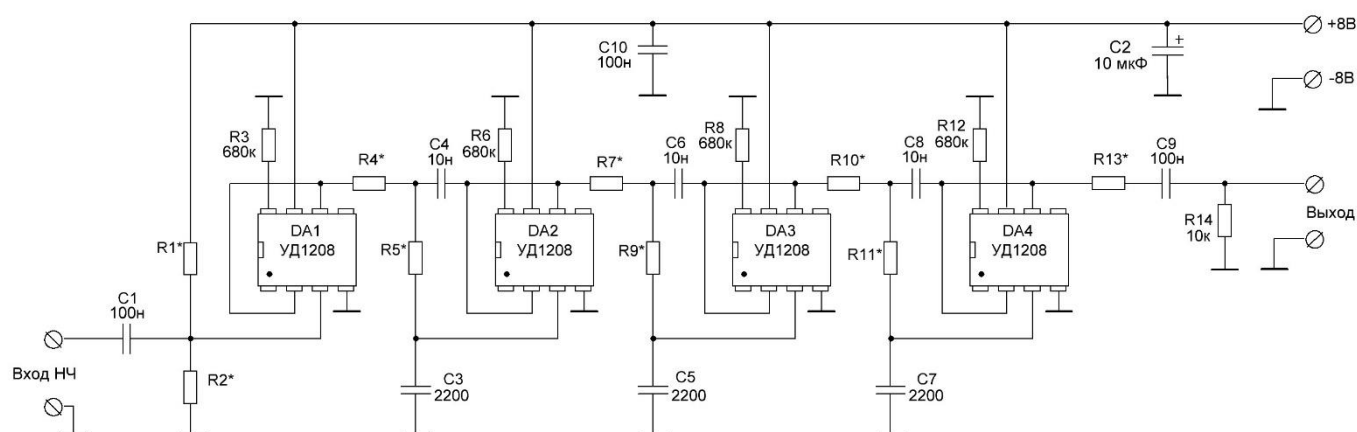 +8В
C10
100н
C2
+
10 мкФ
-8В
R3
680к
R4*
C4
10н
R6
680к
R7*
C6
10н
R8
680к
R10*
C8
10н
R12
680к
R13*
C9
100н
R1*
DA1
УД1208
R5*
DA2
УД1208
R9*
DA3
УД1208
R11*
DA4
УД1208
R14
10к
Выход
C1
100н
Вход НЧ
R2*
C3
2200
C5
2200
C7
2200